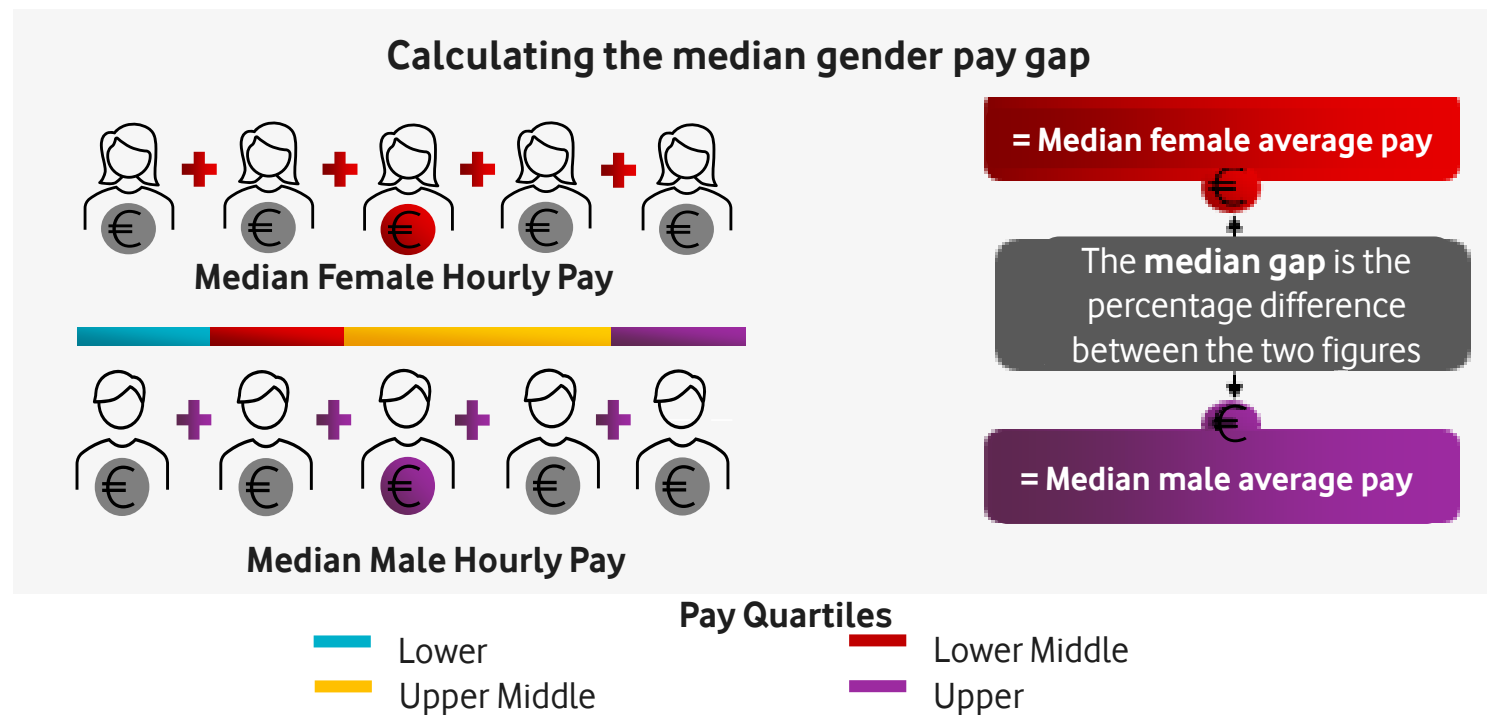 Calculating the median gender pay gap
+ + + +
€ € € € €
Median Female Hourly Pay
+ + + +
€ € € € €
Median Male Hourly Pay
= Median female average pay
€
The median gap is the
percentage difference
between the two figures
€
= Median male average pay
Pay Quartiles
Lower
Lower Middle
Upper Middle
Upper